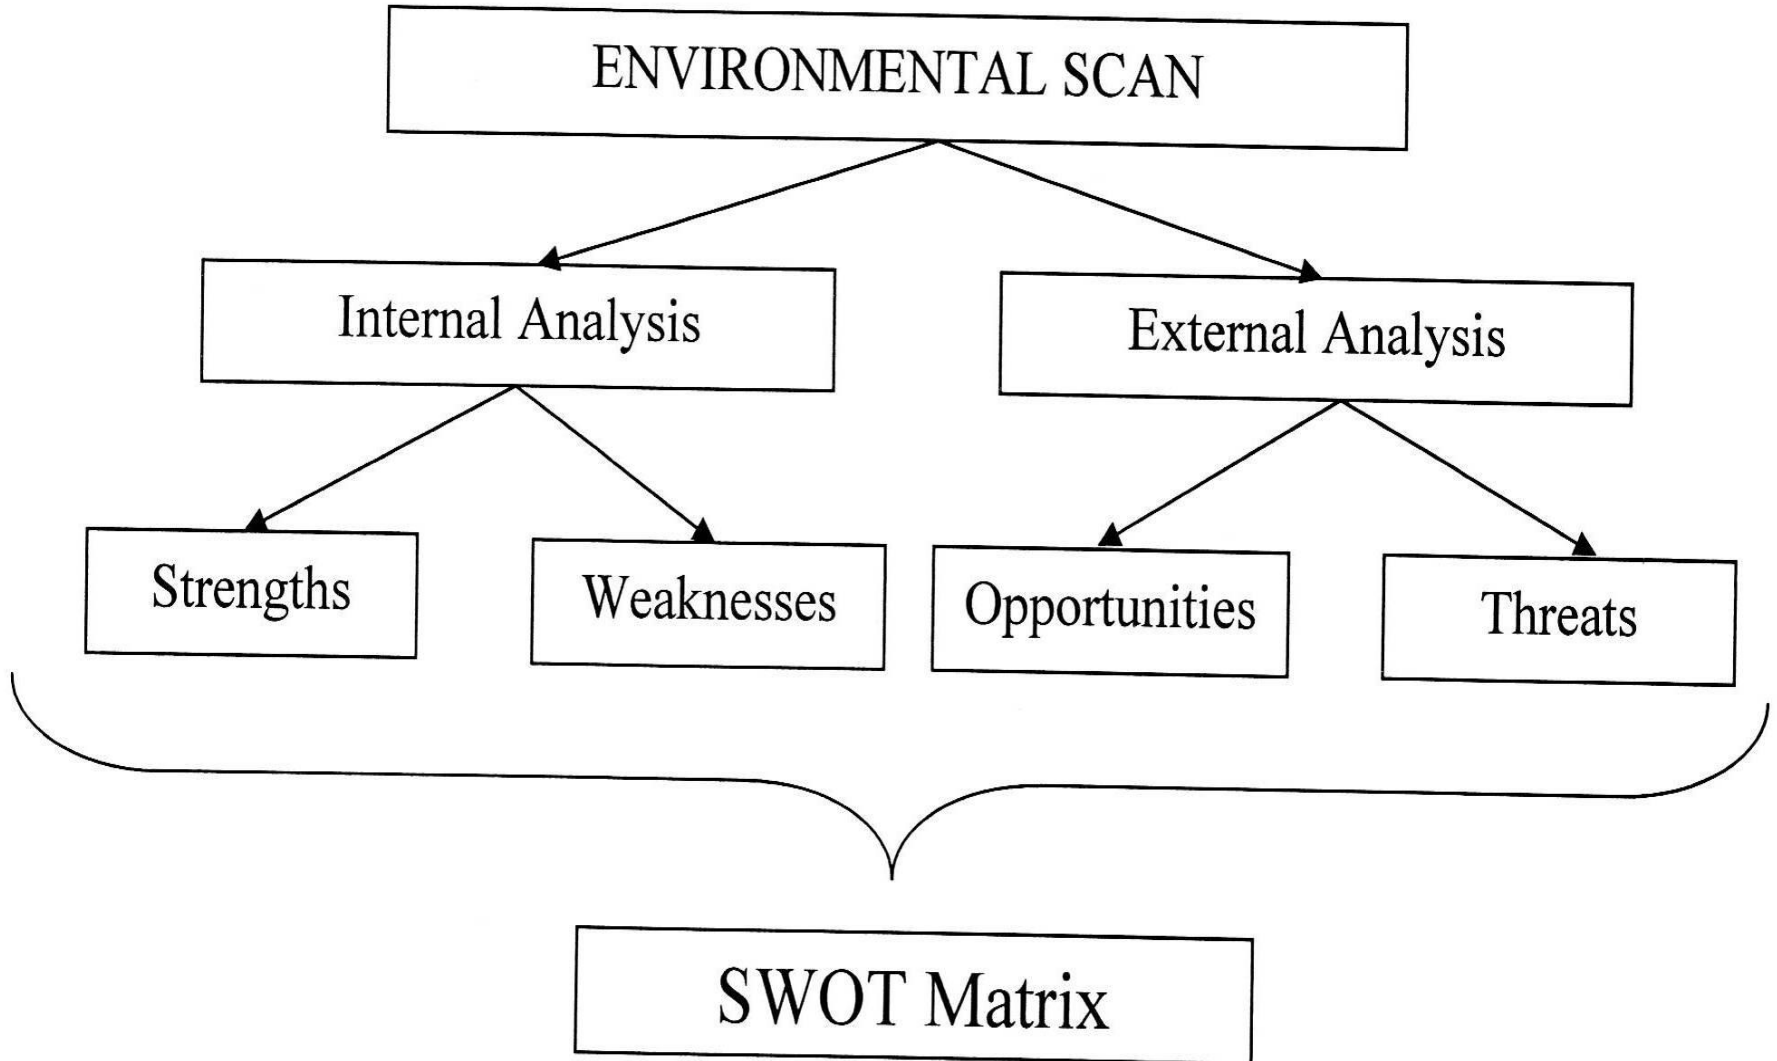 ENVIRONMENTAL SCAN
Internal Analysis
External Analysis
Strengths
Weaknesses
Opportunities
Threats
SWOT Matrix